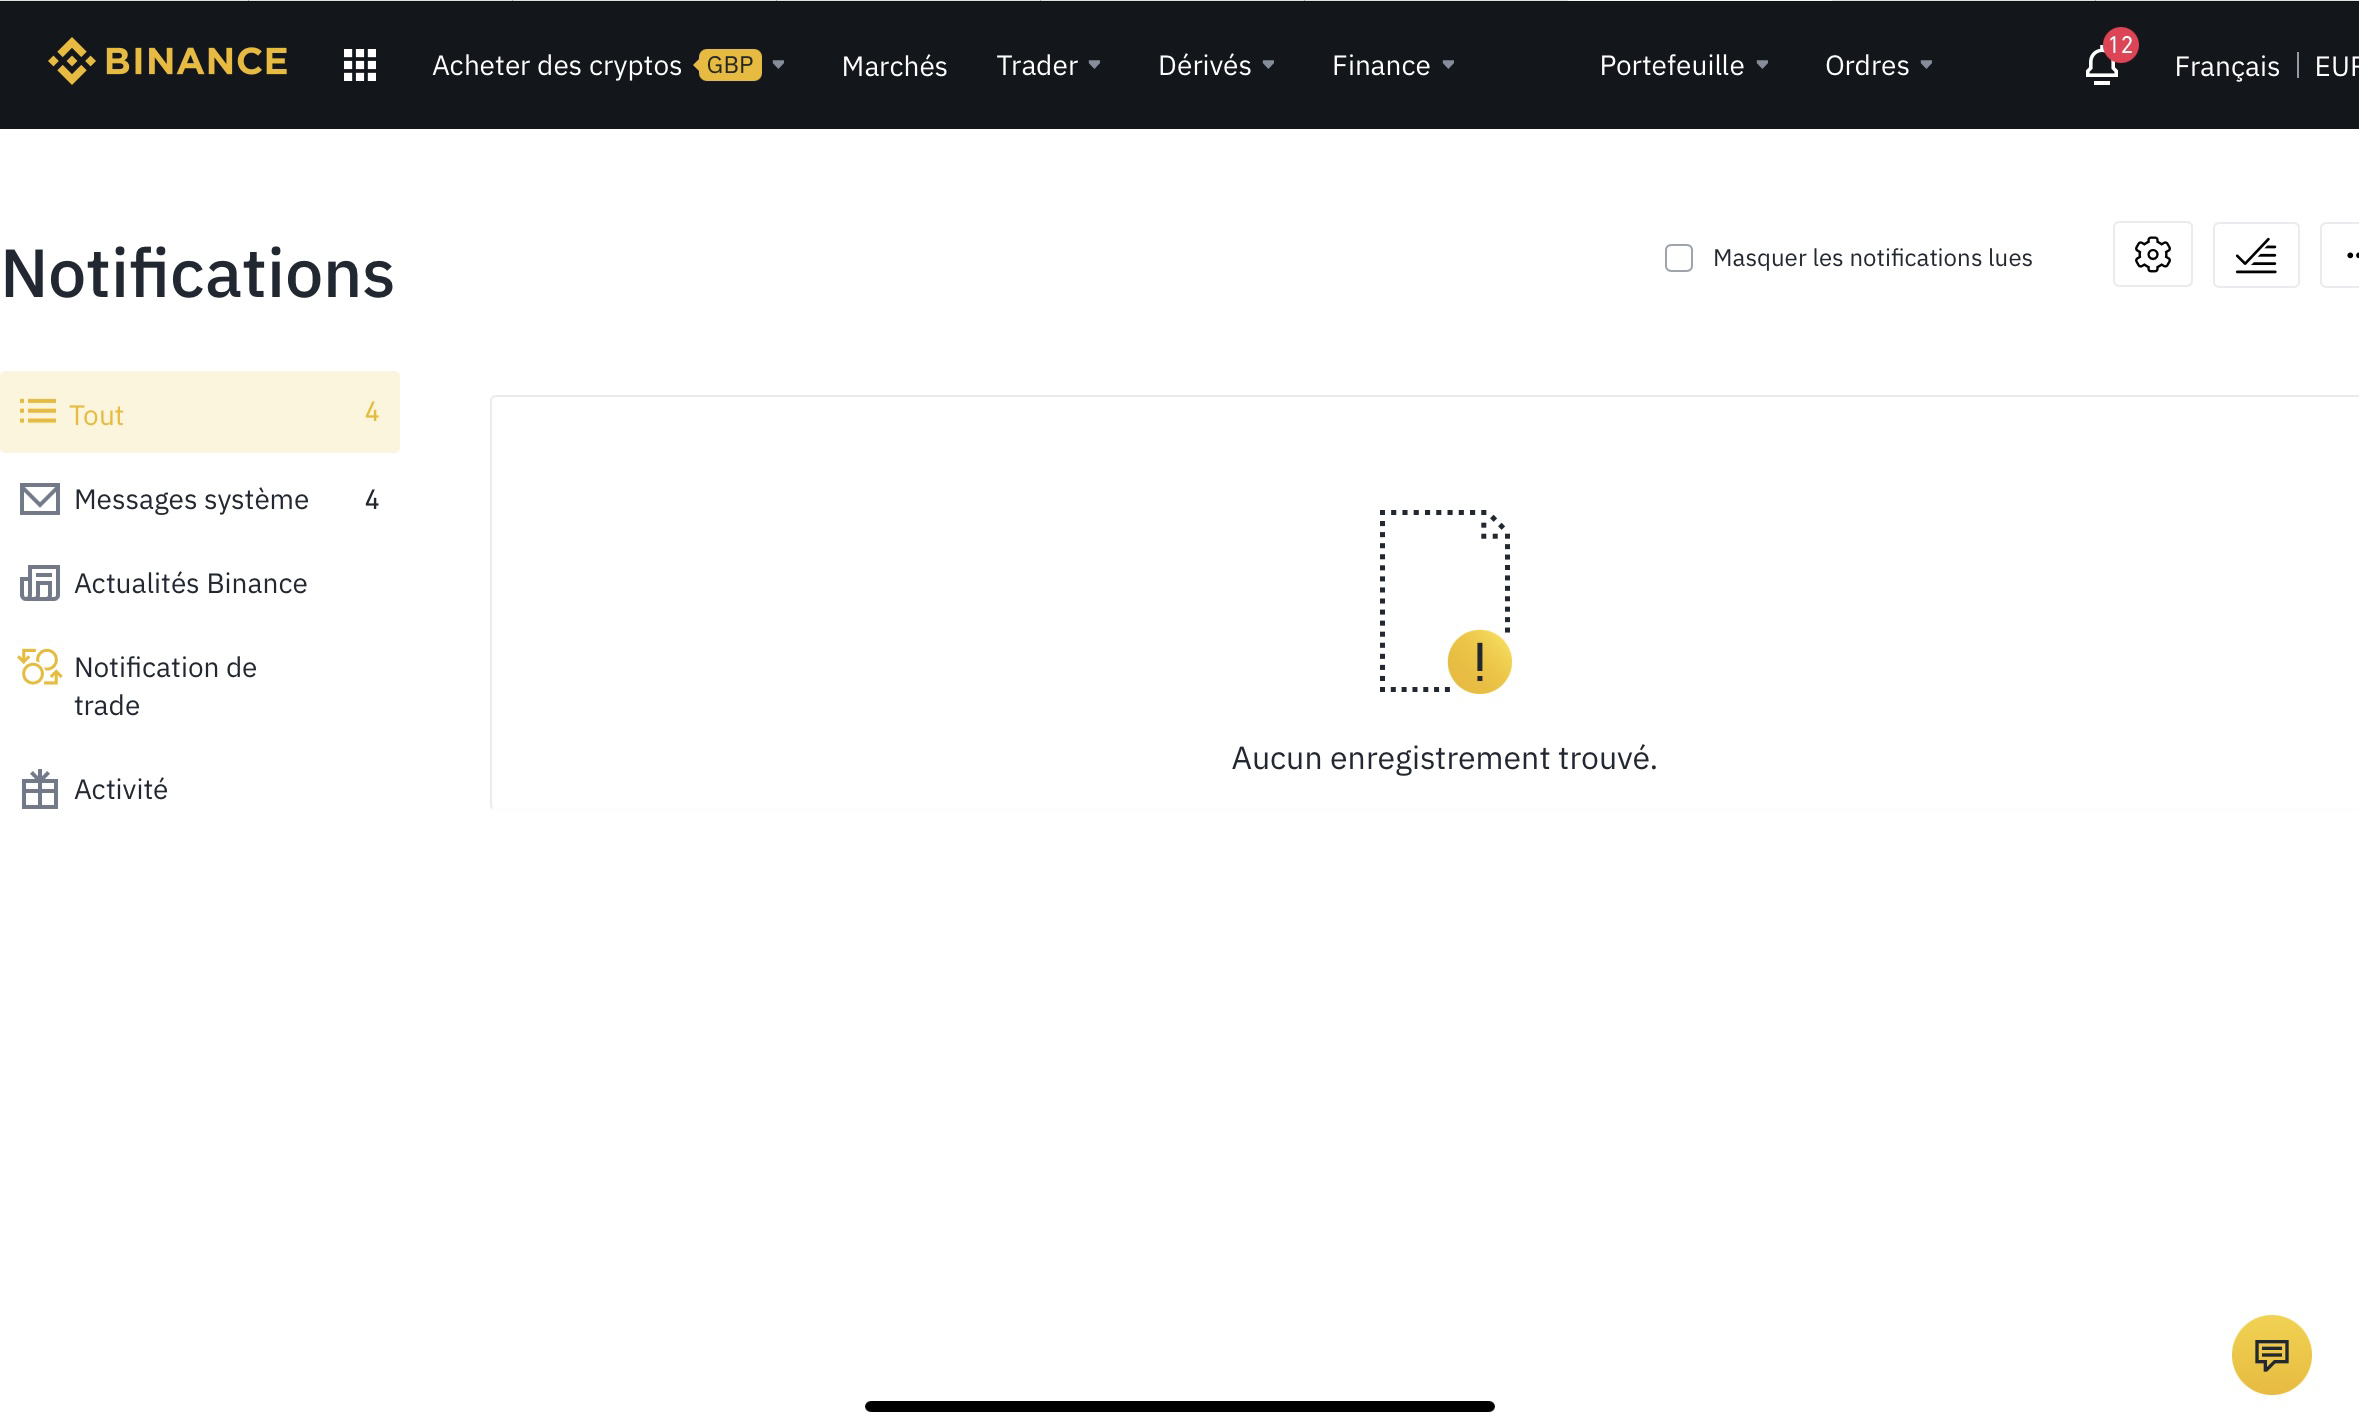 BINANCE
Acheter des cryptos GBP
Marchés
Trader
Dérivés
Finance
Portefeuille
Ordres
12
Français | EUR
Notifications
Masquer les notifications lues
Tout 4
Messages système 4
Actualités Binance
Notification de
trade
Activité
!
Aucun enregistrement trouvé.